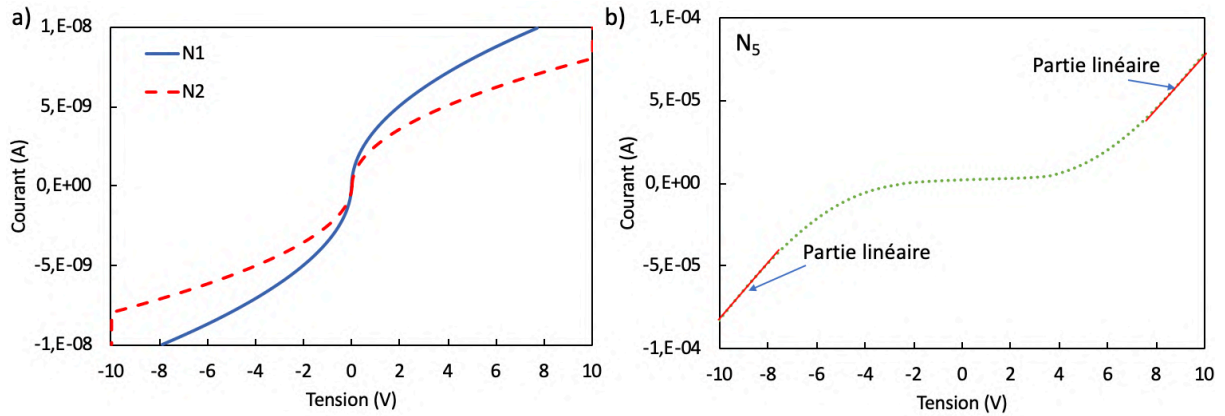 a)
1,E-08
5,E-09
0,E+00
-5,E-09
-1,E-08
Courant (A)
N1
N2
-10 -8 -6 -4 -2 0 2 4 6 8 10
Tension (V)
b)
1,E-04
5,E-05
0,E+00
-5,E-05
-1,E-04
Courant (A)
N5
Partie linéaire
Partie linéaire
-10 -8 -6 -4 -2 0 2 4 6 8 10
Tension (V)